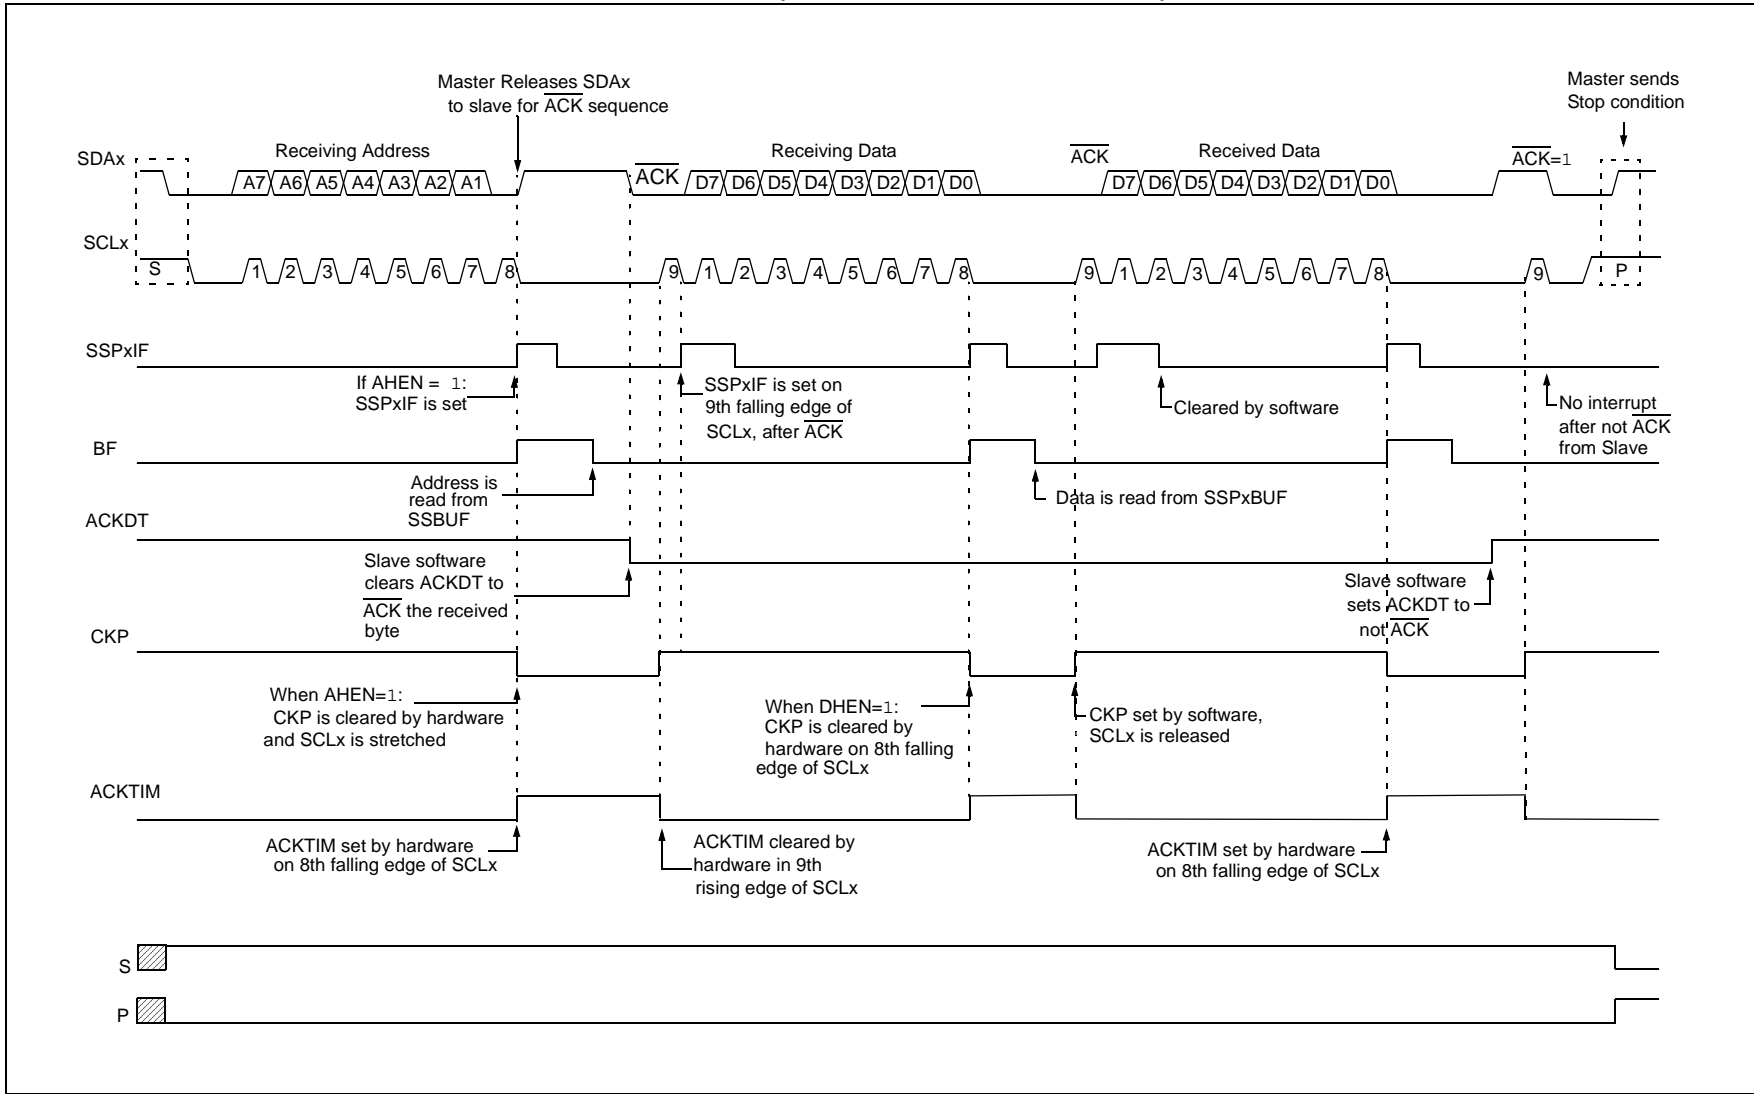 Master Releases SDAx
to slave for ACK sequence
Master sends
Stop condition
SDAx
Receiving Address
ACK
Receiving Data
ACK
Received Data
ACK=1
A7 A6 A5 A4 A3 A2 A1
D7 D6 D5 D4 D3 D2 D1 D0
D7 D6 D5 D4 D3 D2 D1 D0
SCLx
S
1 2 3 4 5 6 7 8
9 1 2 3 4 5 6 7 8
9 1 2 3 4 5 6 7 8
9
P
SSPxIF
If AHEN = 1:
SSPxIF is set
SSPxIF is set on
9th falling edge of
SCLx, after ACK
Cleared by software
No interrupt
after not ACK
from Slave
BF
Address is
read from
SSBUF
Data is read from SSPxBUF
ACKDT
Slave software
clears ACKDT to
ACK the received
byte
Slave software
sets ACKDT to
not ACK
CKP
When AHEN=1:
CKP is cleared by hardware
and SCLx is stretched
When DHEN=1:
CKP is cleared by
hardware on 8th falling
edge of SCLx
CKP set by software,
SCLx is released
ACKTIM
ACKTIM set by hardware
on 8th falling edge of SCLx
ACKTIM cleared by
hardware in 9th
rising edge of SCLx
ACKTIM set by hardware
on 8th falling edge of SCLx
S
P